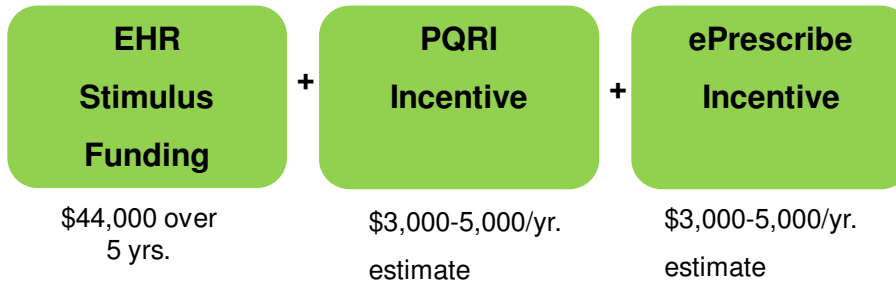 EHR
Stimulus
Funding
+
PQRI
Incentive
+
ePrescribe
Incentive
$44,000 over
5 yrs.
$3,000-5,000/yr.
estimate
$3,000-5,000/yr.
estimate